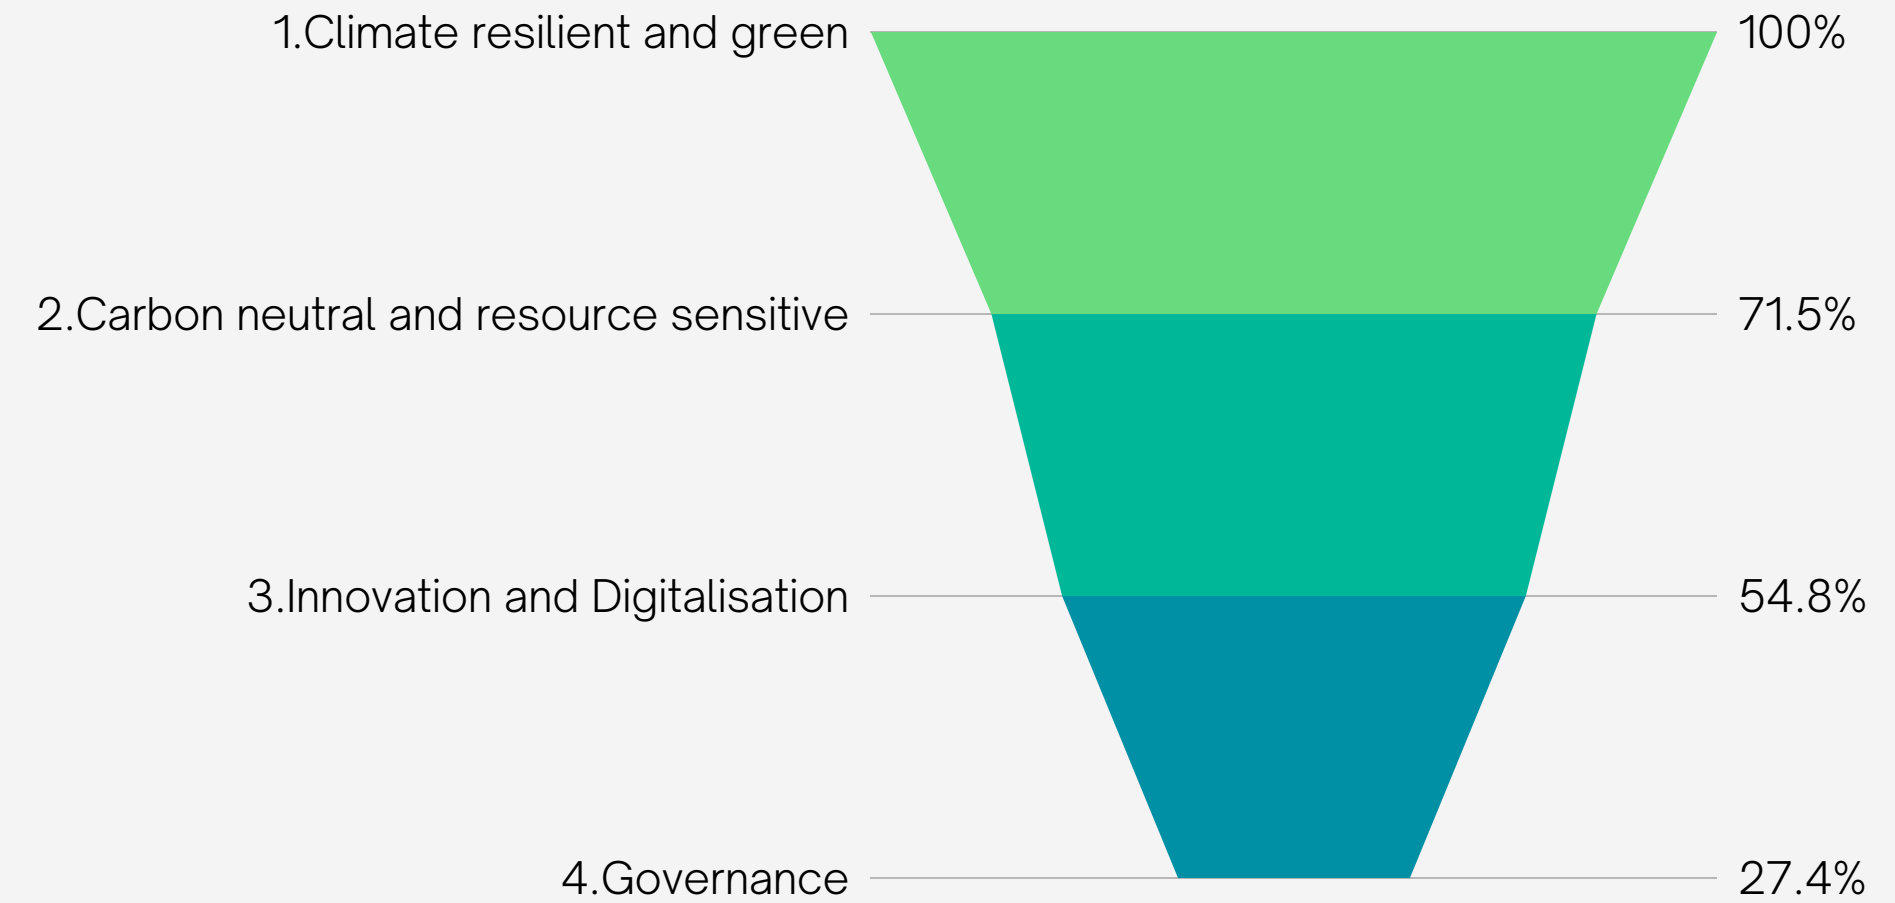 1.Climate resilient and green 100%
2.Carbon neutral and resource sensitive 71.5%
3.Innovation and Digitalisation 54.8%
4.Governance 27.4%